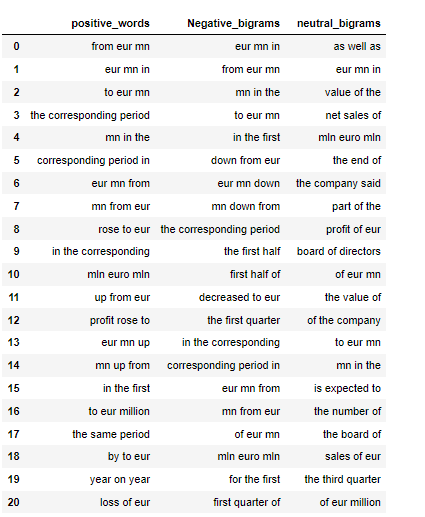 positive_words Negative_bigrams neutral_bigrams
0 from eur mn eur mn in as well as
1 eur mn in from eur mn eur mn in
2 to eur mn mn in the value of the
3 the corresponding period to eur mn net sales of
4 mn in the in the first mln euro mln
5 corresponding period in down from eur the end of
6 eur mn from eur mn down the company said
7 mn from eur mn down from part of the
8 rose to eur the corresponding period profit of eur
9 in the corresponding the first half board of directors
10 mln euro mln first half of of eur mn
11 up from eur decreased to eur the value of
12 profit rose to the first quarter of the company
13 eur mn up in the corresponding to eur mn
14 mn up from corresponding period in mn in the
15 in the first eur mn from is expected to
16 to eur million mn from eur the number of
17 the same period of eur mn the board of
18 by to eur mln euro mln sales of eur
19 year on year for the first the third quarter
20 loss of eur first quarter of of eur million